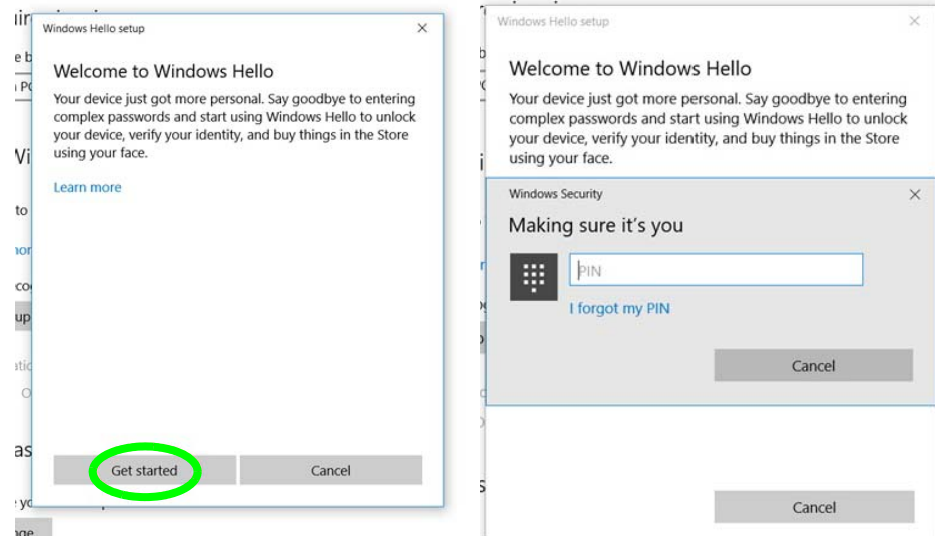 Windows Hello setup
Welcome to Windows Hello
Your device just got more personal. Say goodbye to entering
complex passwords and start using Windows Hello to unlock
your device, verify your identity, and buy things in the Store
using your face.
Learn more
Get started
Cancel
Windows Hello setup
Welcome to Windows Hello
Your device just got more personal. Say goodbye to entering
complex passwords and start using Windows Hello to unlock
your device, verify your identity, and buy things in the Store
using your face.
Windows Security
Making sure it's you
PIN
I forgot my PIN
Cancel
Cancel